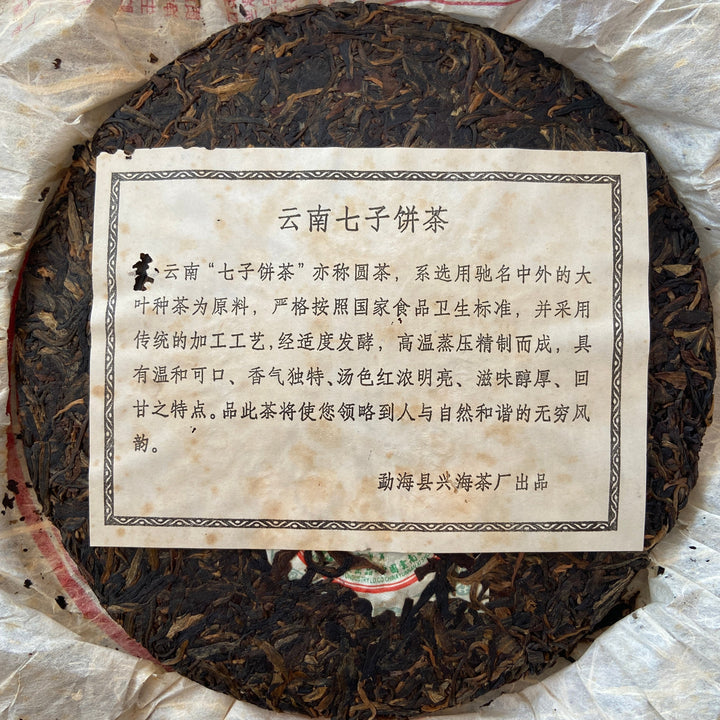 云南七子饼茶
云南“七子饼茶”亦称圆茶，系选用驰名中外的大
叶种茶为原料，严格按照国家食品卫生标准，并采用
传统的加工工艺，经适度发酵，高温蒸压精制而成，具
有温和可口、香气独特、汤色红浓明亮、滋味醇厚、回
甘之特点。品此茶将使您领略到人与自然和谐的无穷风
韵。
勐海县兴海茶厂出品